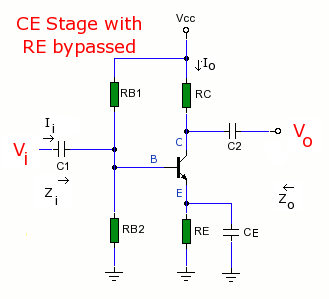 CE Stage with
RE bypassed
Vcc
Io
RB1
RC
Ii
C
Vi
C1
C2
Vo
B
Zi
E
Zo
RB2
RE
CE